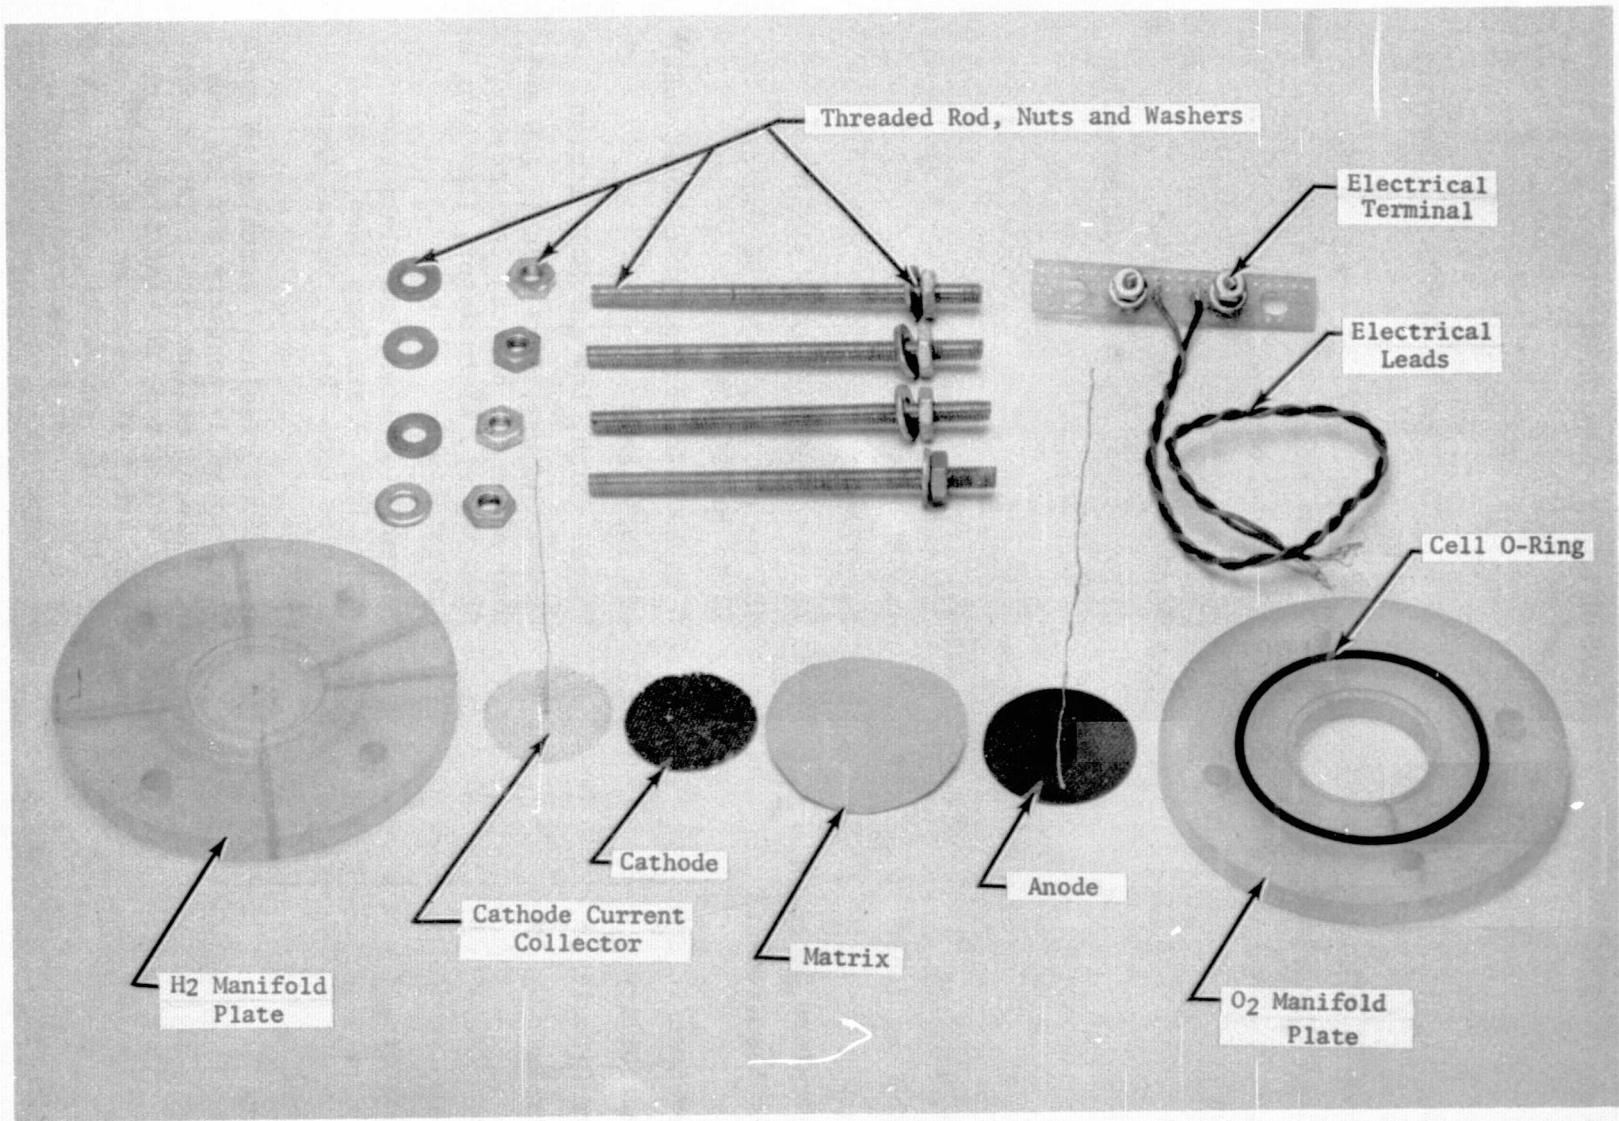 Threaded Rod, Nuts and Washers
Electrical
Terminal
Electrical
Leads
Cell O-Ring
Cathode
Anode
Cathode Current
Collector
Matrix
H2 Manifold
Plate
O2 Manifold
Plate